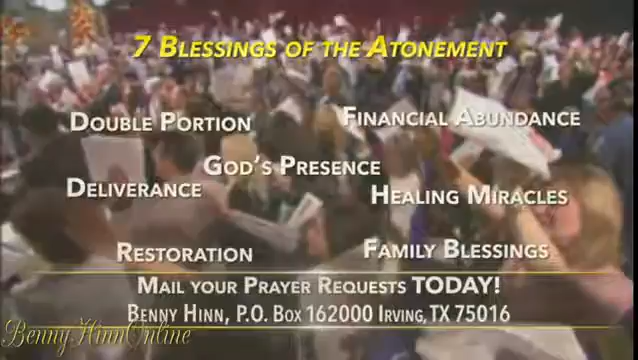 7 Blessings of the Atonement
Double Portion
Financial Abundance
God's Presence
Deliverance
Healing Miracles
Restoration
Family Blessings
Mail your Prayer Requests TODAY!
Benny Hinn, P.O. Box 162000 Irving, TX 75016
BennyHinnOnline